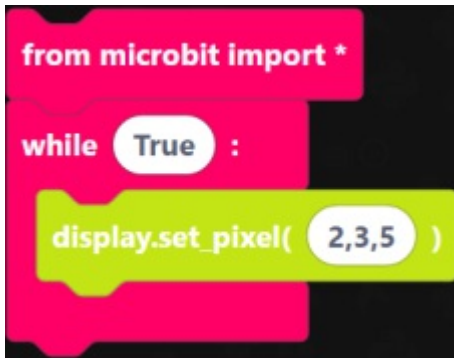 from microbit import *
while True :
display.set_pixel( 2,3,5 )